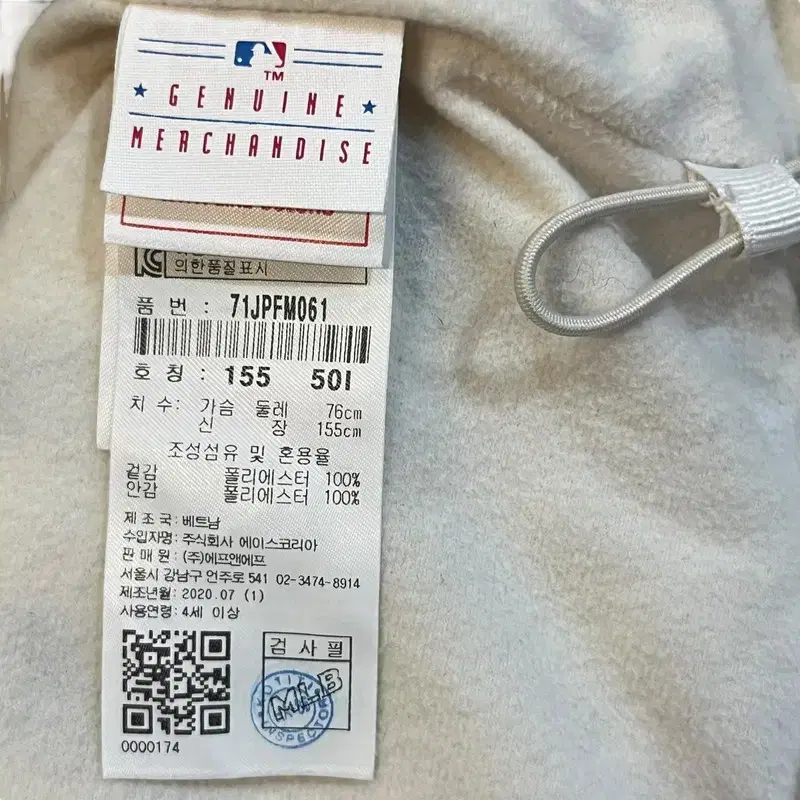 TM
GENUINE
MERCHANDISE
의한품질표시
품 번 : 71JPFM061
호 칭 : 155 50I
치 수: 가슴 둘레 76cm
신 장 155cm
조성섬유 및 혼용율
겉감 폴리에스터 100%
안감 폴리에스터 100%
제 조 국: 베트남
수입자명: 주식회사 에이스코리아
판 매 원 : (주)에프앤에프
서울시 강남구 언주로 541 02-3474-8914
제조년월: 2020.07 (1)
사용연령: 4세 이상
검 사 필
MHB
INSPECTOR
0000174